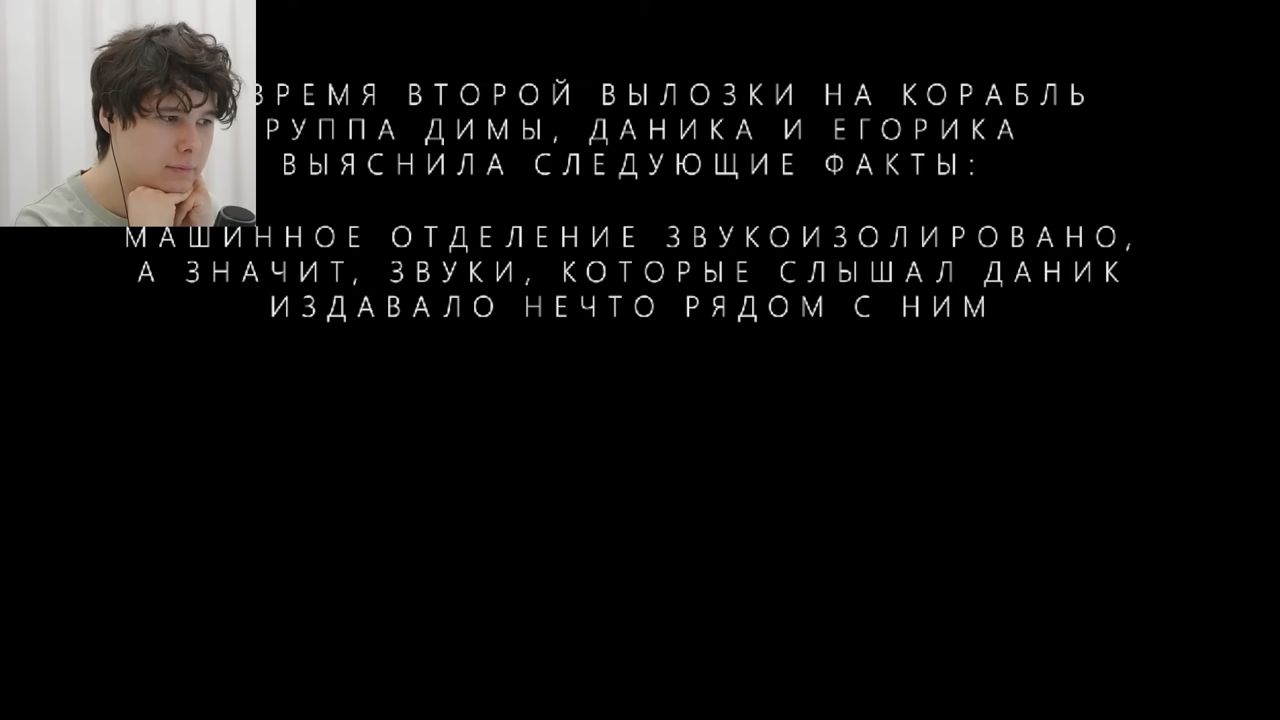 ВРЕМЯ ВТОРОЙ ВЫЛОЗКИ НА КОРАБЛЬ
РУППА ДИМЫ, ДАНИКА И ЕГОРИКА
ВЫЯСНИЛА СЛЕДУЮЩИЕ ФАКТЫ:
МАШИННОЕ ОТДЕЛЕНИЕ ЗВУКОИЗОЛИРОВАНО,
А ЗНАЧИТ, ЗВУКИ, КОТОРЫЕ СЛЫШАЛ ДАНИК
ИЗДАВАЛО НЕЧТО РЯДОМ С НИМ